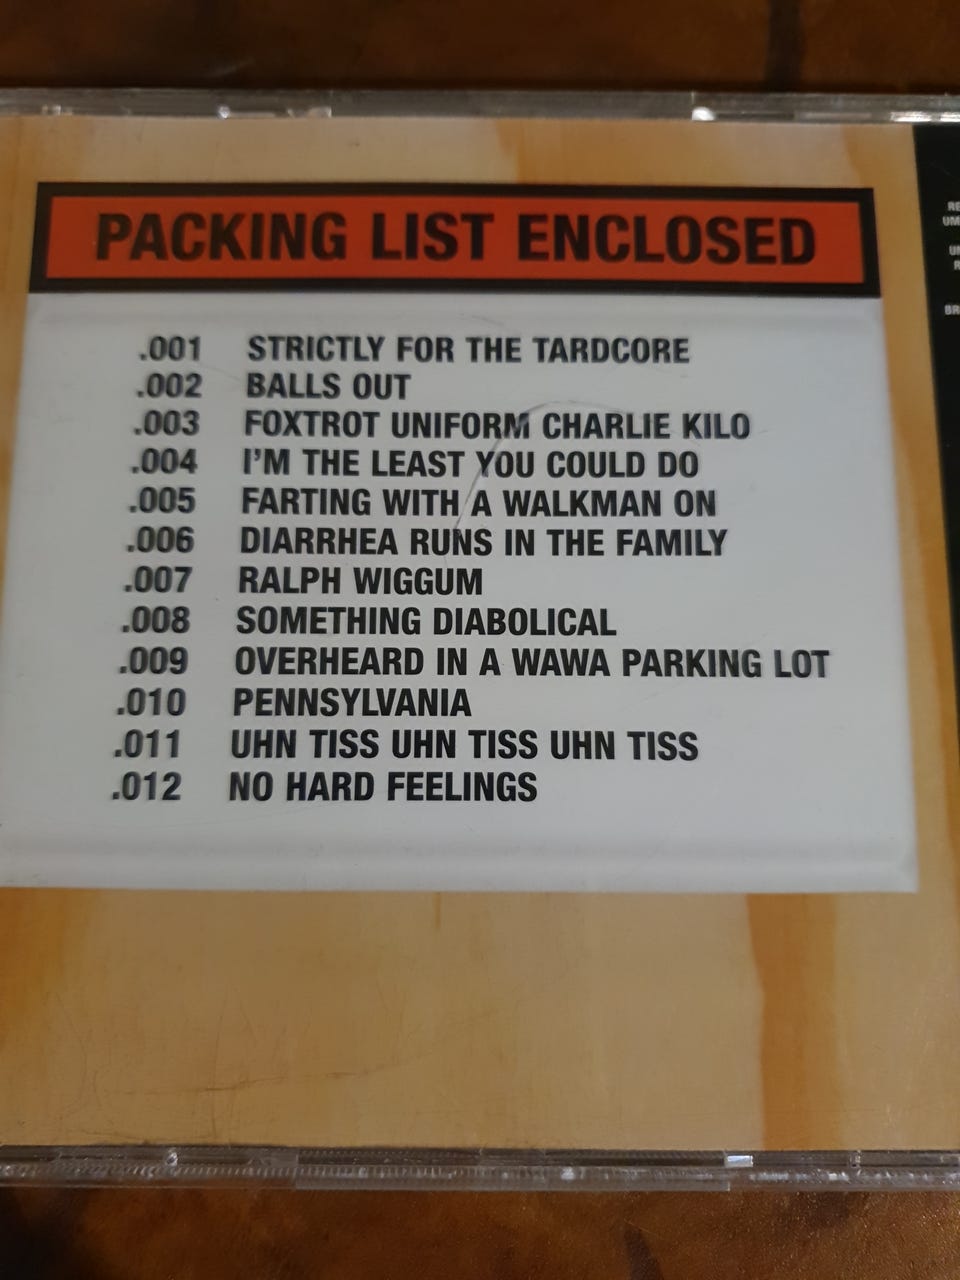 PACKING LIST ENCLOSED
.001 STRICTLY FOR THE TARDCORE
.002 BALLS OUT
.003 FOXTROT UNIFORM CHARLIE KILO
.004 I'M THE LEAST YOU COULD DO
.005 FARTING WITH A WALKMAN ON
.006 DIARRHEA RUNS IN THE FAMILY
.007 RALPH WIGGUM
.008 SOMETHING DIABOLICAL
.009 OVERHEARD IN A WAWA PARKING LOT
.010 PENNSYLVANIA
.011 UHN TISS UHN TISS UHN TISS
.012 NO HARD FEELINGS